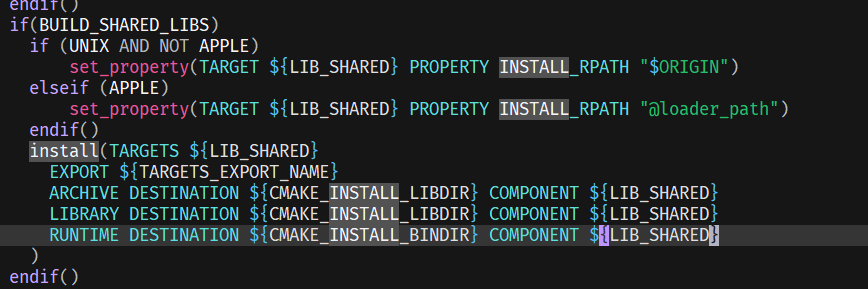 endif()
if(BUILD_SHARED_LIBS)
  if (UNIX AND NOT APPLE)
      set_property(TARGET ${LIB_SHARED} PROPERTY INSTALL_RPATH "$ORIGIN")
  elseif (APPLE)
      set_property(TARGET ${LIB_SHARED} PROPERTY INSTALL_RPATH "@loader_path")
  endif()
  install(TARGETS ${LIB_SHARED}
    EXPORT ${TARGETS_EXPORT_NAME}
    ARCHIVE DESTINATION ${CMAKE_INSTALL_LIBDIR} COMPONENT ${LIB_SHARED}
    LIBRARY DESTINATION ${CMAKE_INSTALL_LIBDIR} COMPONENT ${LIB_SHARED}
    RUNTIME DESTINATION ${CMAKE_INSTALL_BINDIR} COMPONENT ${LIB_SHARED}
  )
endif()